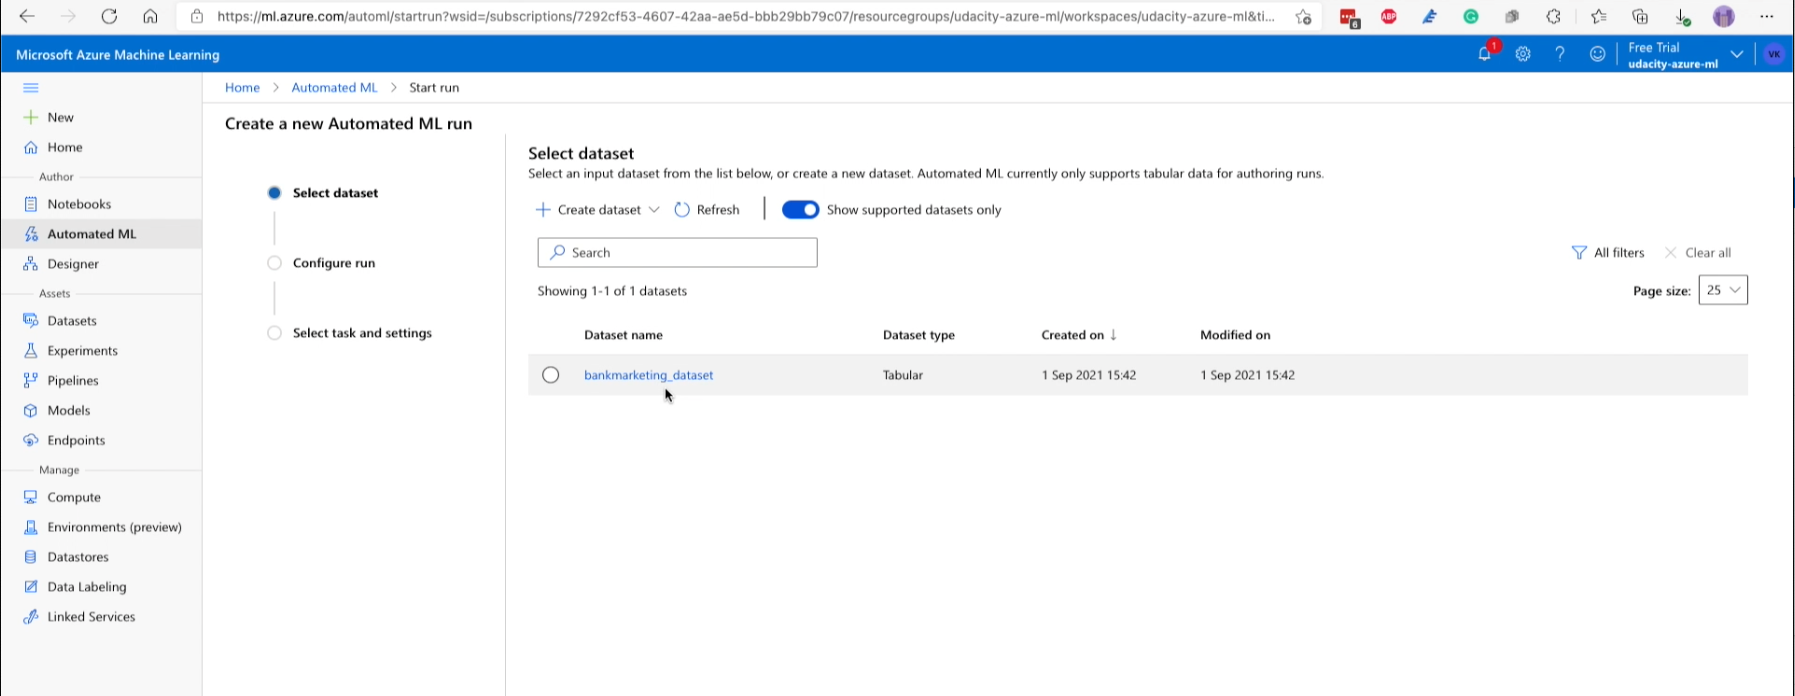 https://ml.azure.com/automl/startrun?wsid=/subscriptions/7292cf53-4607-42aa-ae5d-bbb29bb79c07/resourcegroups/udacity-azure-ml/workspaces/udacity-azure-ml&ti...
6
ABP
Microsoft Azure Machine Learning
1
?
Free Trial
udacity-azure-ml
VK
Home > Automated ML > Start run
New
Home
Author
Notebooks
Automated ML
Designer
Assets
Datasets
Experiments
Pipelines
Models
Endpoints
Manage
Compute
Environments (preview)
Datastores
Data Labeling
Linked Services
Create a new Automated ML run
Select dataset
Configure run
Select task and settings
Select dataset
Select an input dataset from the list below, or create a new dataset. Automated ML currently only supports tabular data for authoring runs.
Create dataset Refresh Show supported datasets only
Search
All filters Clear all
Showing 1-1 of 1 datasets
Page size: 25
Dataset name Dataset type Created on ↓ Modified on
bankmarketing_dataset Tabular 1 Sep 2021 15:42 1 Sep 2021 15:42